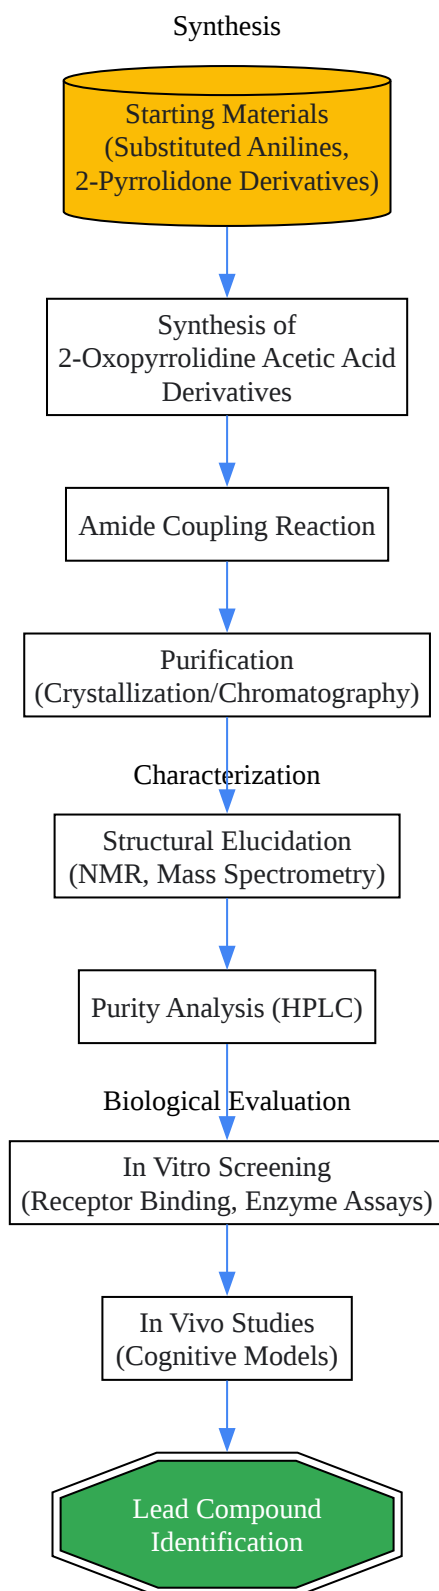 Synthesis
Starting Materials
(Substituted Anilines,
2-Pyrrolidone Derivatives)
Synthesis of
2-Oxopyrrolidine Acetic Acid
Derivatives
Amide Coupling Reaction
Purification
(Crystallization/Chromatography)
Characterization
Structural Elucidation
(NMR, Mass Spectrometry)
Purity Analysis (HPLC)
Biological Evaluation
In Vitro Screening
(Receptor Binding, Enzyme Assays)
In Vivo Studies
(Cognitive Models)
Lead Compound
Identification